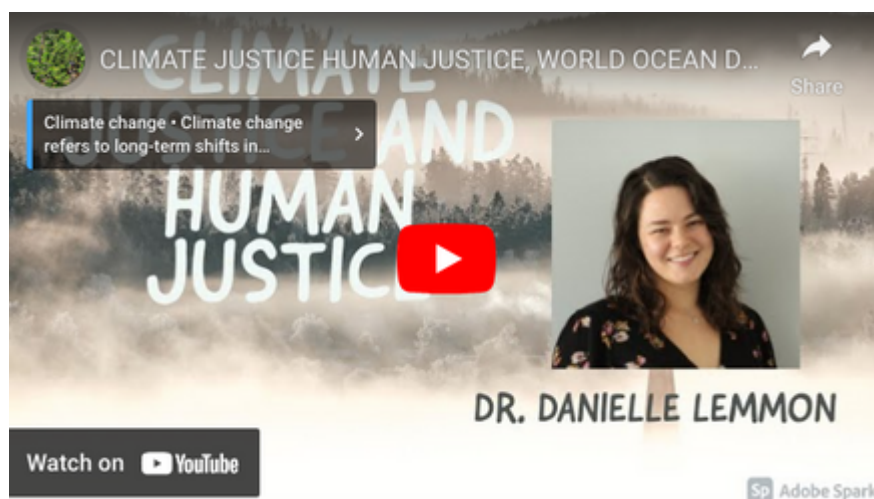 CLIMATE JUSTICE HUMAN JUSTICE, WORLD OCEAN D...
Share
Climate change • Climate change
refers to long-term shifts in...
CLIMATE
JUSTICE AND
HUMAN
JUSTICE
DR. DANIELLE LEMMON
Watch on YouTube
Sp Adobe Spark